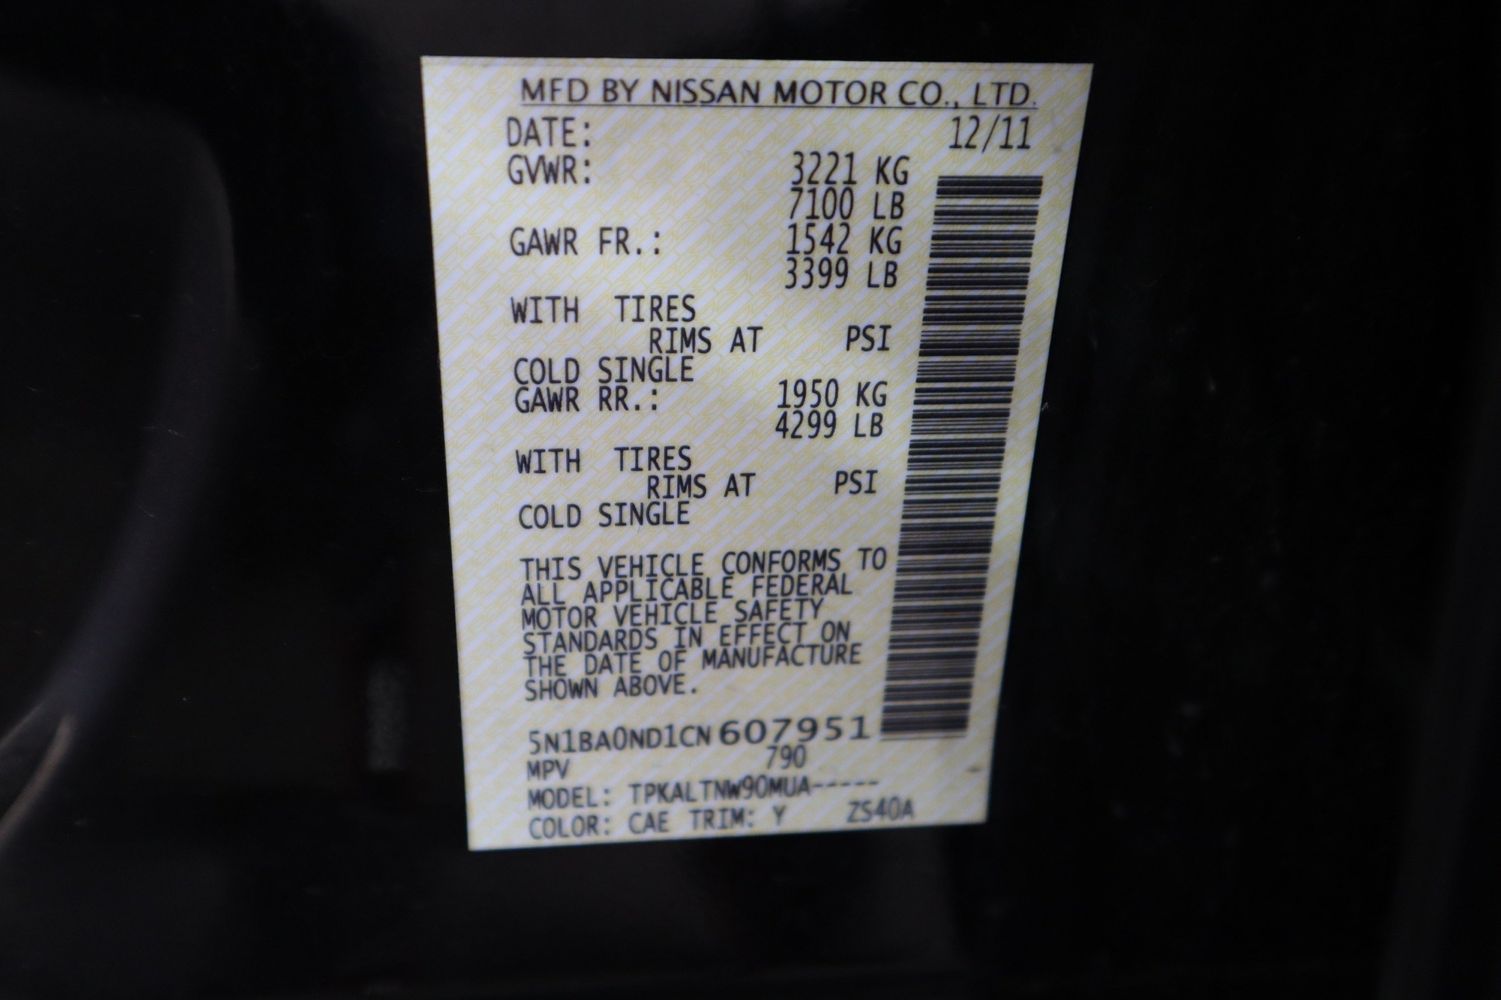 MFD BY NISSAN MOTOR CO., LTD.
DATE: 12/11
GVWR: 3221 KG
7100 LB
GAWR FR.: 1542 KG
3399 LB
WITH TIRES
RIMS AT PSI
COLD SINGLE
GAWR RR.: 1950 KG
4299 LB
WITH TIRES
RIMS AT PSI
COLD SINGLE
THIS VEHICLE CONFORMS TO
ALL APPLICABLE FEDERAL
MOTOR VEHICLE SAFETY
STANDARDS IN EFFECT ON
THE DATE OF MANUFACTURE
SHOWN ABOVE.
5N1BA0ND1CN607951
MPV 790
MODEL: TPKALTNW90MUA-----
COLOR: CAE TRIM: Y ZS40A